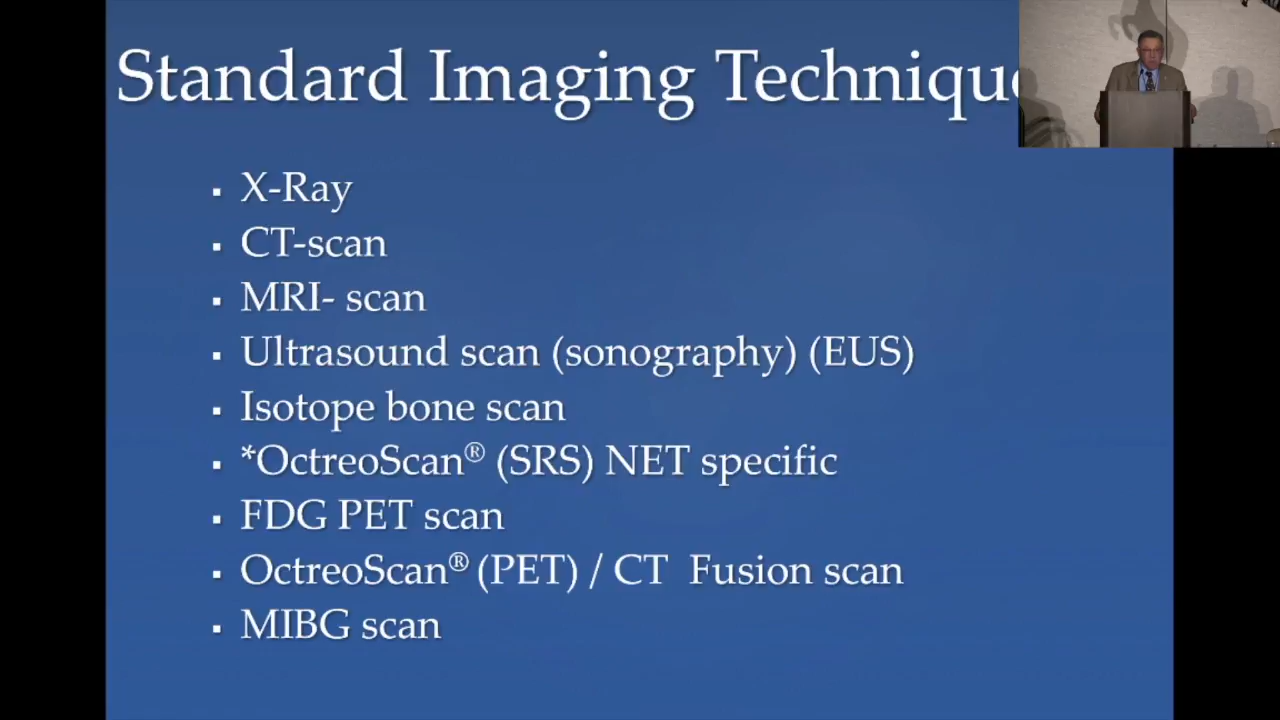 Standard Imaging Techniqu
▪ X-Ray
▪ CT-scan
▪ MRI- scan
▪ Ultrasound scan (sonography) (EUS)
▪ Isotope bone scan
▪ *OctreoScan® (SRS) NET specific
▪ FDG PET scan
▪ OctreoScan® (PET) / CT  Fusion scan
▪ MIBG scan